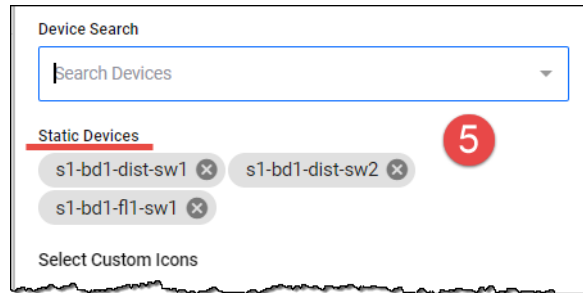 Device Search
Search Devices
Static Devices
5
s1-bd1-dist-sw1 s1-bd1-dist-sw2
s1-bd1-fl1-sw1
Select Custom Icons